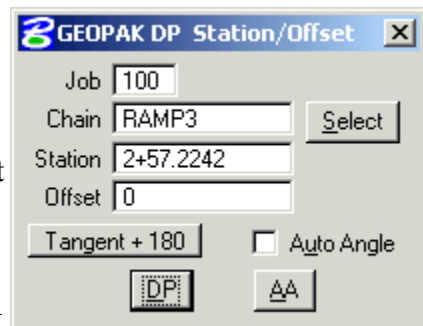 GEOPAK DP Station/Offset
Job 100
Chain RAMP3 Select
Station 2+57.2242
Offset 0
Tangent + 180 Auto Angle
DP AA